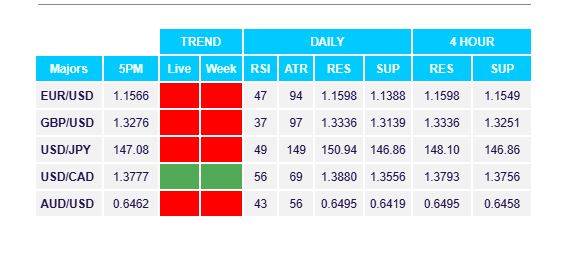 TREND DAILY 4 HOUR
Majors 5PM Live Week RSI ATR RES SUP RES SUP
EUR/USD 1.1566 47 94 1.1598 1.1388 1.1598 1.1549
GBP/USD 1.3276 37 97 1.3336 1.3139 1.3336 1.3251
USD/JPY 147.08 49 149 150.94 146.86 148.10 146.86
USD/CAD 1.3777 56 69 1.3880 1.3556 1.3793 1.3756
AUD/USD 0.6462 43 56 0.6495 0.6419 0.6495 0.6458